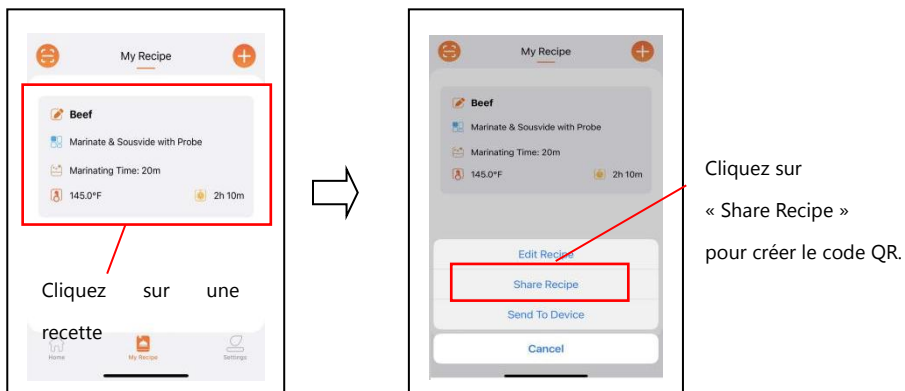 My Recipe
Beef
Marinate & Sousvide with Probe
Marinating Time: 20m
145.0°F 2h 10m
Cliquez sur une
recette
Home My Recipe Settings
My Recipe
Beef
Marinate & Sousvide with Probe
Marinating Time: 20m
145.0°F 2h 10m
Edit Recipe
Share Recipe
Send To Device
Cancel
Cliquez sur
« Share Recipe »
pour créer le code QR.